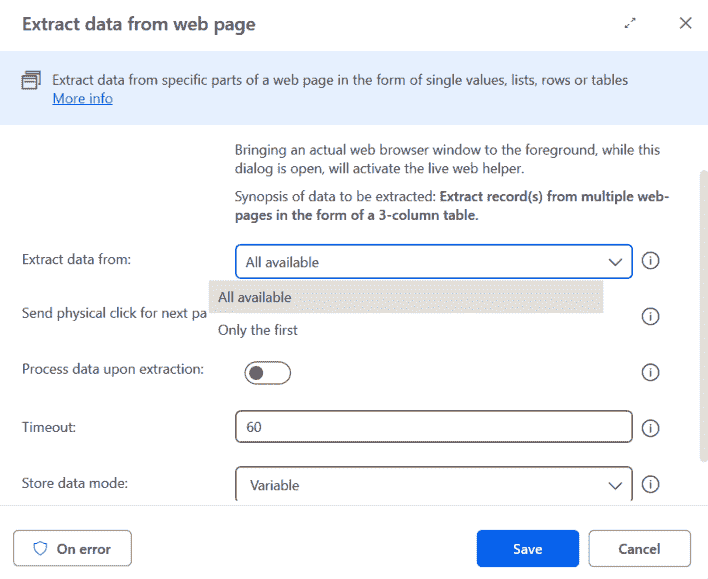 Extract data from web page
Extract data from specific parts of a web page in the form of single values, lists, rows or tables
More info
Bringing an actual web browser window to the foreground, while this
dialog is open, will activate the live web helper.
Synopsis of data to be extracted: Extract record(s) from multiple web-
pages in the form of a 3-column table.
Extract data from:
All available
All available
Send physical click for next pa
Only the first
Process data upon extraction:
Timeout:
60
Store data mode:
Variable
On error
Save
Cancel